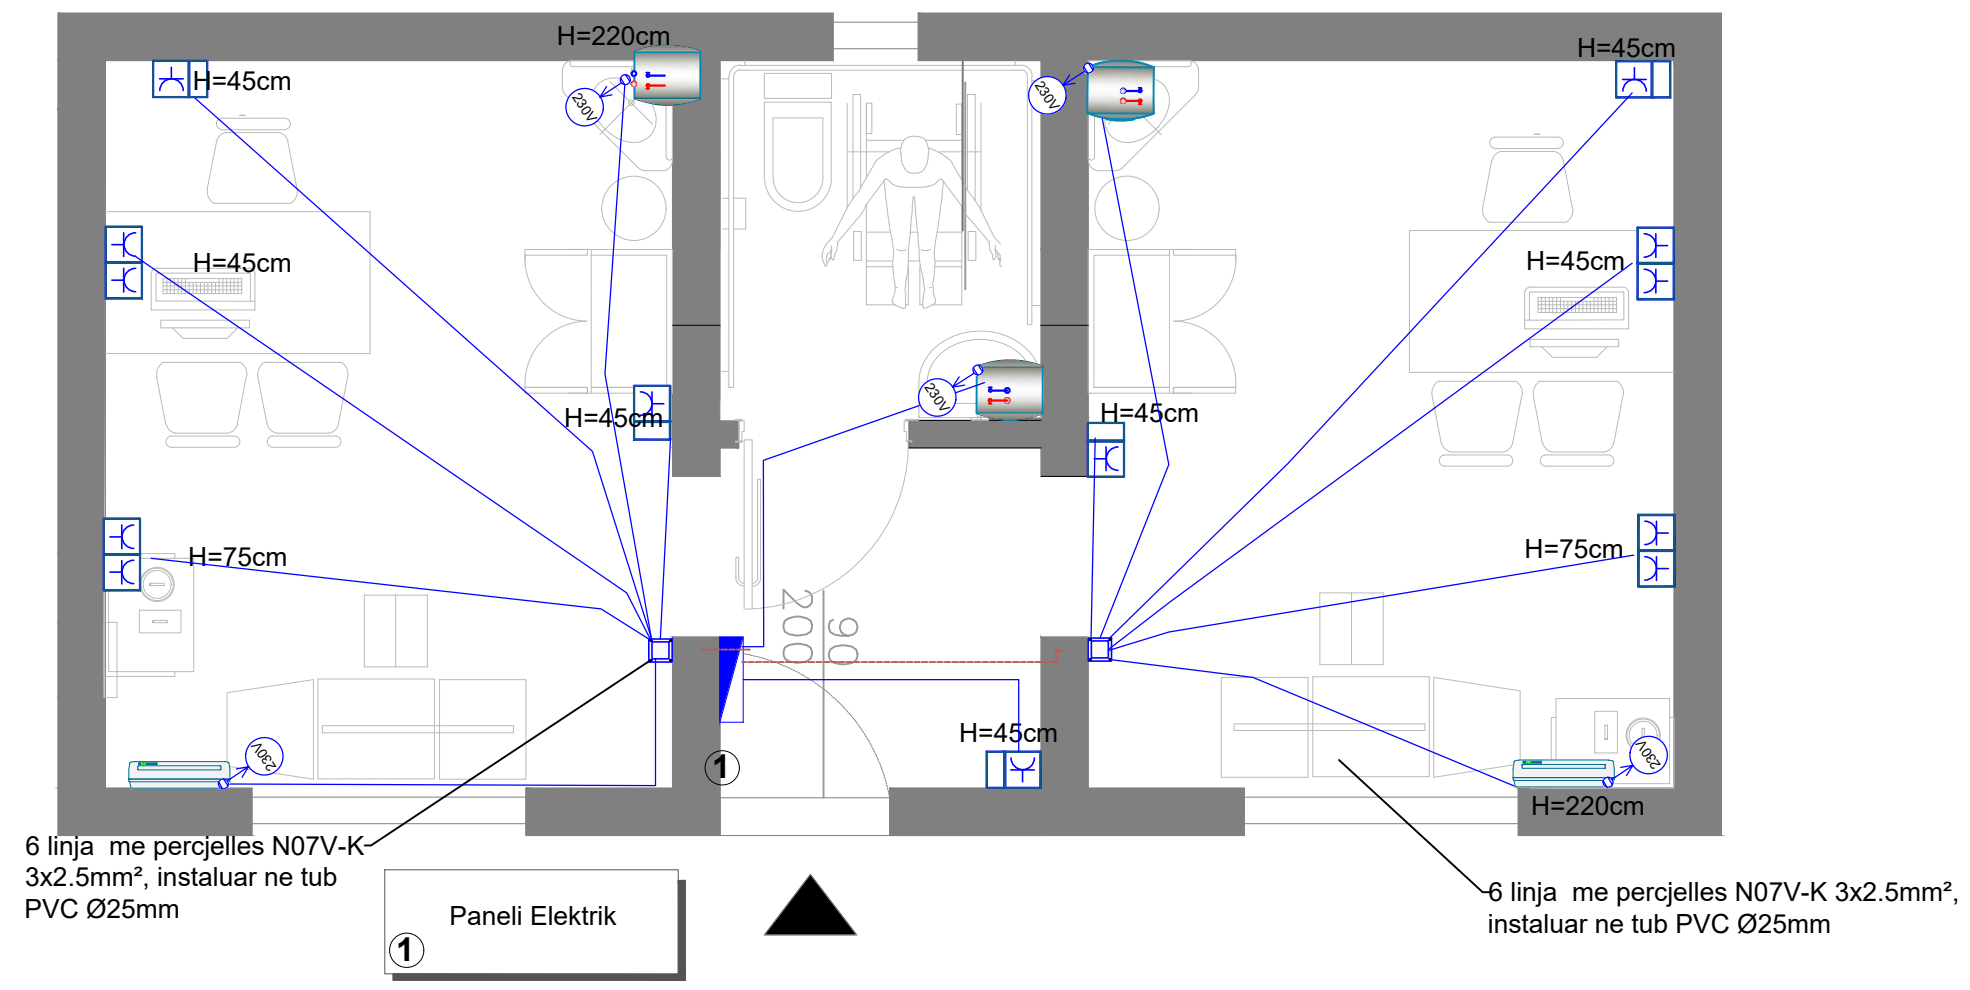 H=220cm
H=45cm
H=45cm
230V
230V
H=45cm
H=45cm
230V
H=45cm
H=45cm
H=75cm
H=75cm
90
200
H=45cm
230V
230V
1
H=220cm
6 linja me percjelles N07V-K
3x2.5mm², instaluar ne tub
PVC Ø25mm
Paneli Elektrik
1
6 linja me percjelles N07V-K 3x2.5mm²,
instaluar ne tub PVC Ø25mm